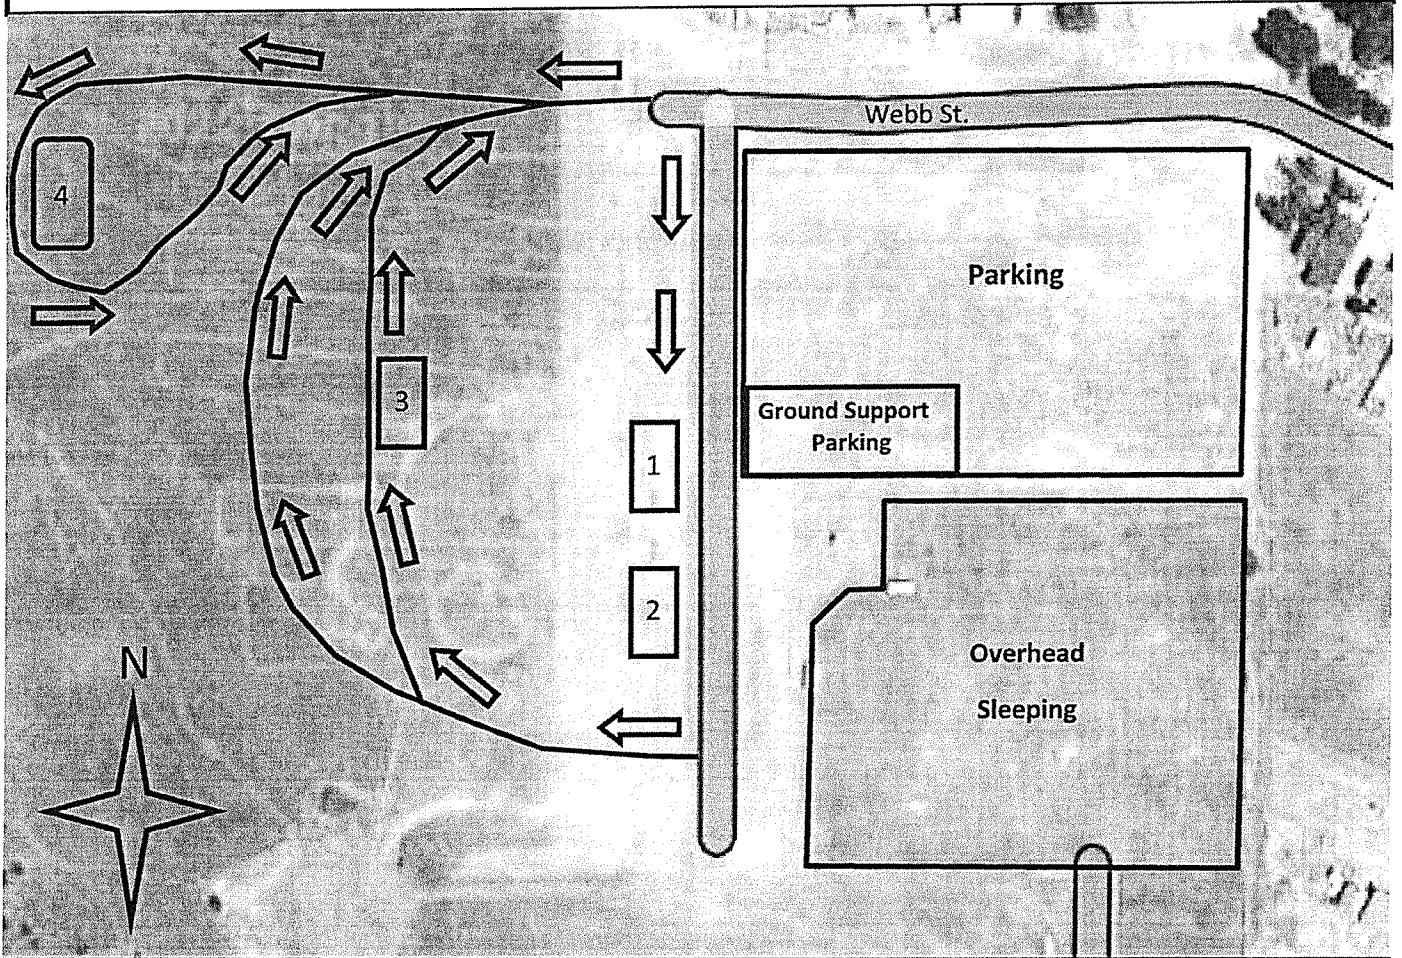 Webb St.
4
Parking
3
Ground Support
Parking
1
2
Overhead
Sleeping
N